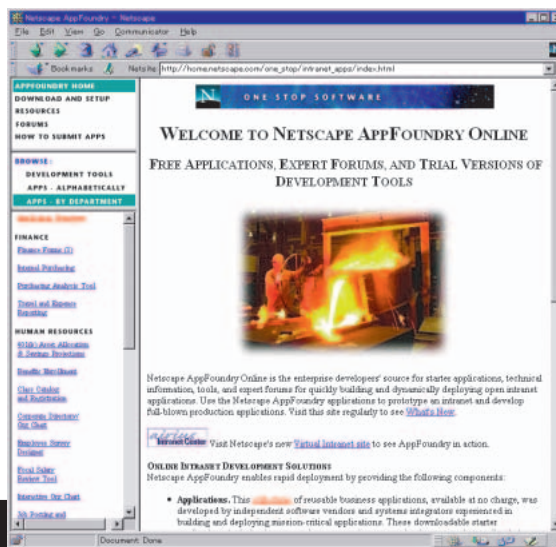 Netscape AppFoundry - Netscape
File Edit View Go Communicator Help
Bookmarks Netsite: http://home.netscape.com/one_stop/intranet_apps/index.html
APPFOUNDRY HOME
DOWNLOAD AND SETUP
RESOURCES
FORUMS
HOW TO SUBMIT APPS
BROWSE:
DEVELOPMENT TOOLS
APPS - ALPHABETICALLY
APPS - BY DEPARTMENT
FINANCE
Finance Forms (2)
Internal Purchasing
Purchasing Analysis Tool
Travel and Expense
Reporting
HUMAN RESOURCES
401(k) Asset Allocation
& Savings Projections
Benefits Enrollment
Class Catalog
and Registration
Corporate Directory/
Org Chart
Employee Survey
Designer
Focal Salary
Review Tool
Interactive Org Chart
Job Posting and
N ONE STOP SOFTWARE
WELCOME TO NETSCAPE APPFOUNDRY ONLINE
FREE APPLICATIONS, EXPERT FORUMS, AND TRIAL VERSIONS OF
DEVELOPMENT TOOLS
Netscape AppFoundry Online is the enterprise developers' source for starter applications, technical
information, tools, and expert forums for quickly building and dynamically deploying open intranet
applications. Use the Netscape AppFoundry applications to prototype an intranet and develop
full-blown production applications. Visit this site regularly to see What's New.
Intranet Center Visit Netscape's new Virtual Intranet site to see AppFoundry in action.
ONLINE INTRANET DEVELOPMENT SOLUTIONS
Netscape AppFoundry enables rapid deployment by providing the following components:
• Applications. This of reusable business applications, available at no charge, was
developed by independent software vendors and systems integrators experienced in
building and deploying mission-critical applications. These downloadable starter
Document: Done